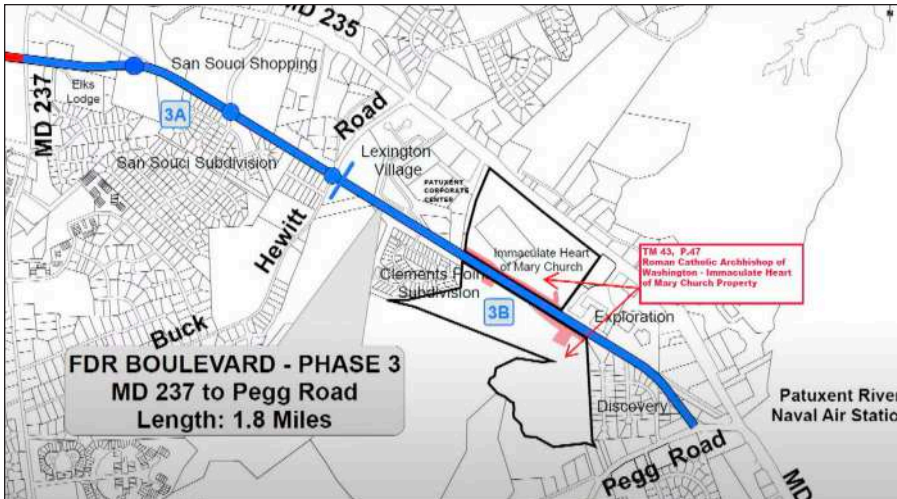 MD 235
N
San Souci Shopping
Elks
Lodge
MD 237
3A
Road
San Souci Subdivision
Lexington
Village
PATUXENT
CORPORATE
CENTER
Hewitt
Immaculate Heart
of Mary Church
TM 43, P.47
Roman Catholic Archbishop of
Washington - Immaculate Heart
of Mary Church Property
Clements Poin
Subdivision
3B
Exploration
Buck
FDR BOULEVARD - PHASE 3
MD 237 to Pegg Road
Length: 1.8 Miles
Discovery
Patuxent River
Naval Air Statio
Pegg Road
MD